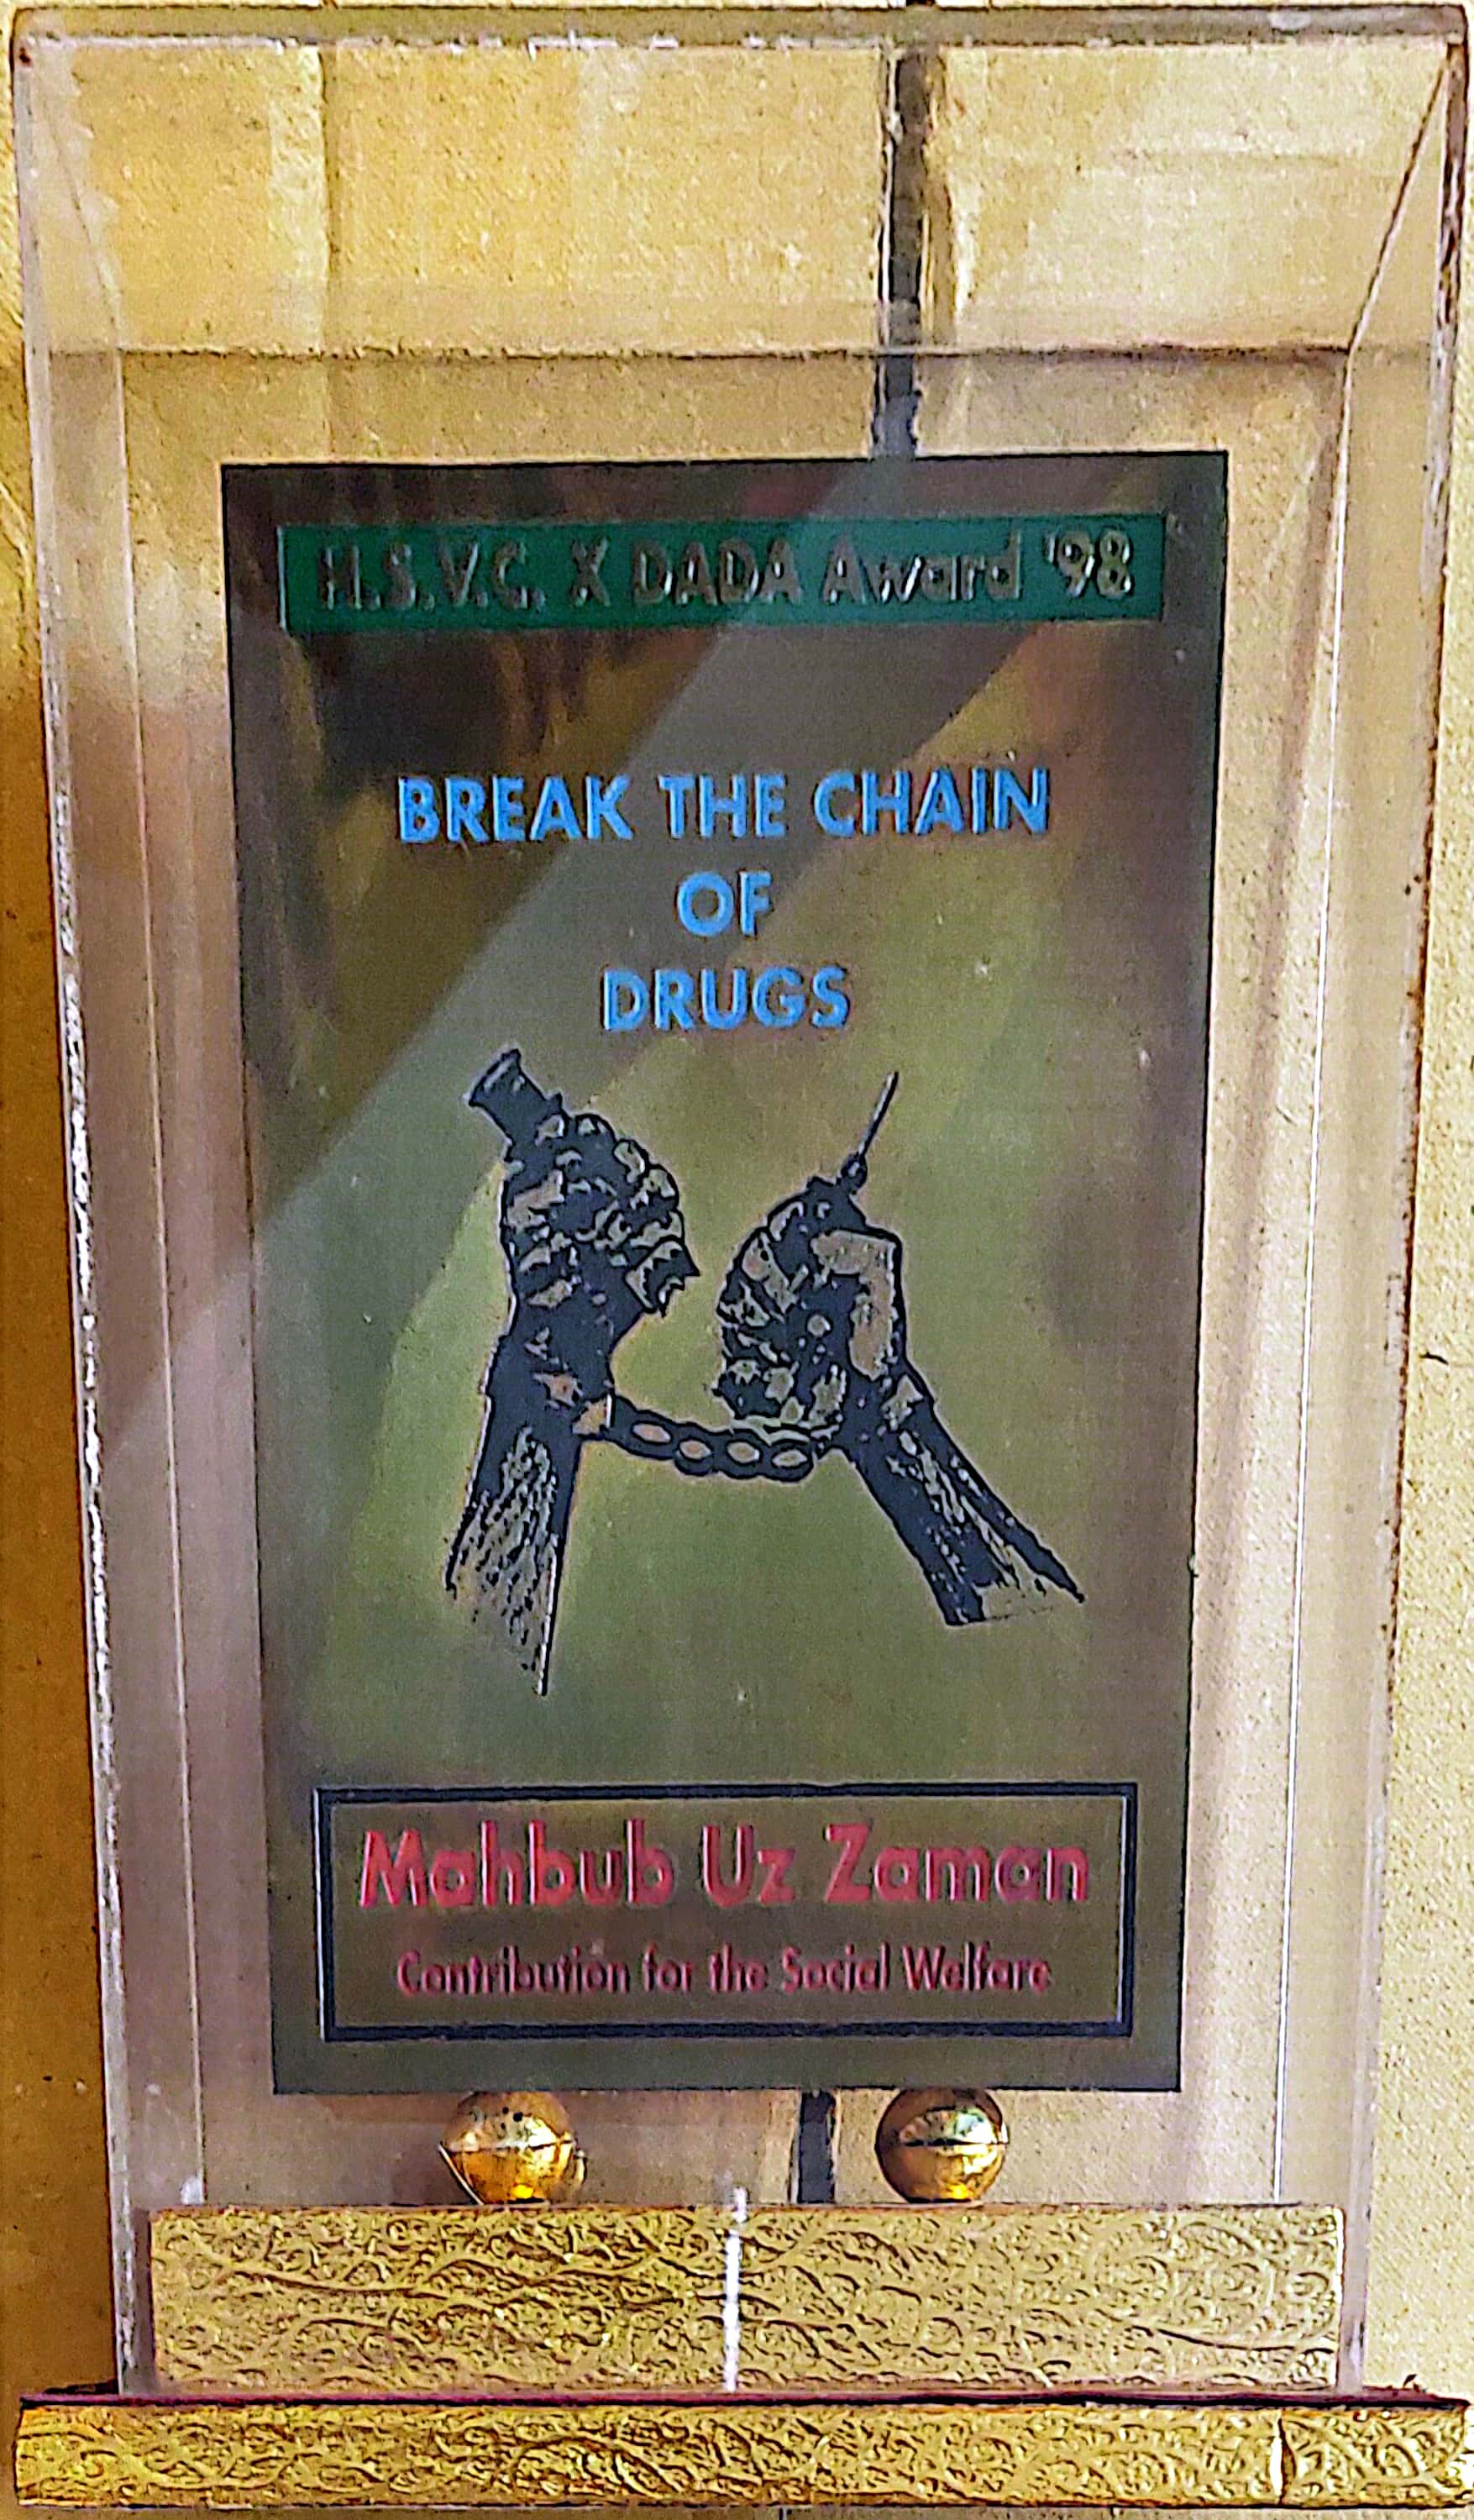 H.S.V.C. X DADA Award '98
BREAK THE CHAIN
OF
DRUGS
Mahbub Uz Zaman
Contribution for the Social Welfare